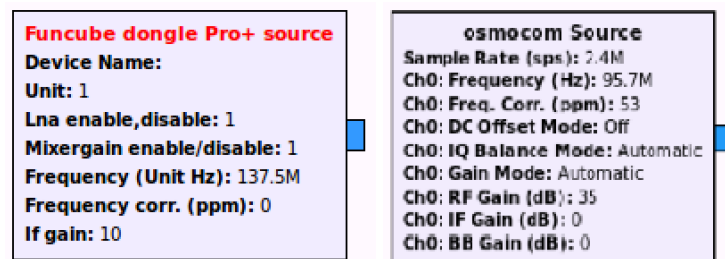 Funcube dongle Pro+ source
Device Name:
Unit: 1
Lna enable,disable: 1
Mixergain enable/disable: 1
Frequency (Unit Hz): 137.5M
Frequency corr. (ppm): 0
If gain: 10
osmocom Source
Sample Rate (sps): 2.4M
Ch0: Frequency (Hz): 95.7M
Ch0: Freq. Corr. (ppm): 53
Ch0: DC Offset Mode: Off
Ch0: IQ Balance Mode: Automatic
Ch0: Gain Mode: Automatic
Ch0: RF Gain (dB): 35
Ch0: IF Gain (dB): 0
Ch0: BB Gain (dB): 0